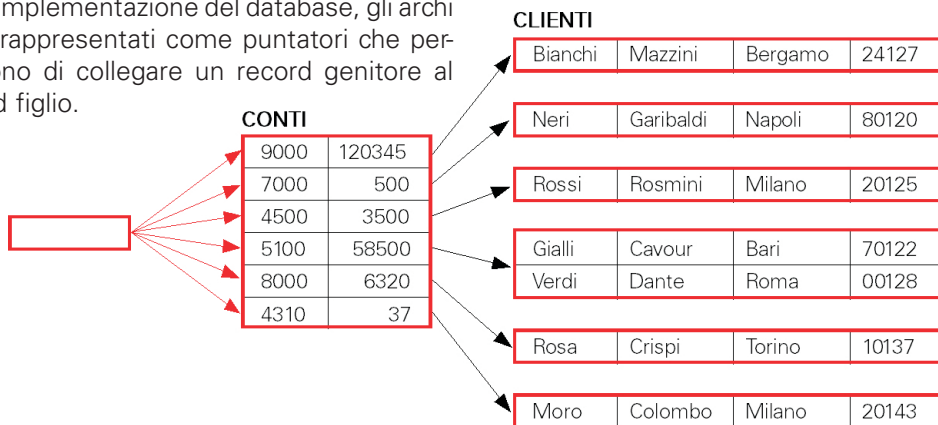 mplementazione del database, gli archi
rappresentati come puntatori che per-
ono di collegare un record genitore al
d figlio.
CONTI
9000 120345
7000 500
4500 3500
5100 58500
8000 6320
4310 37
CLIENTI
Bianchi Mazzini Bergamo 24127
Neri Garibaldi Napoli 80120
Rossi Rosmini Milano 20125
Gialli Cavour Bari 70122
Verdi Dante Roma 00128
Rosa Crispi Torino 10137
Moro Colombo Milano 20143